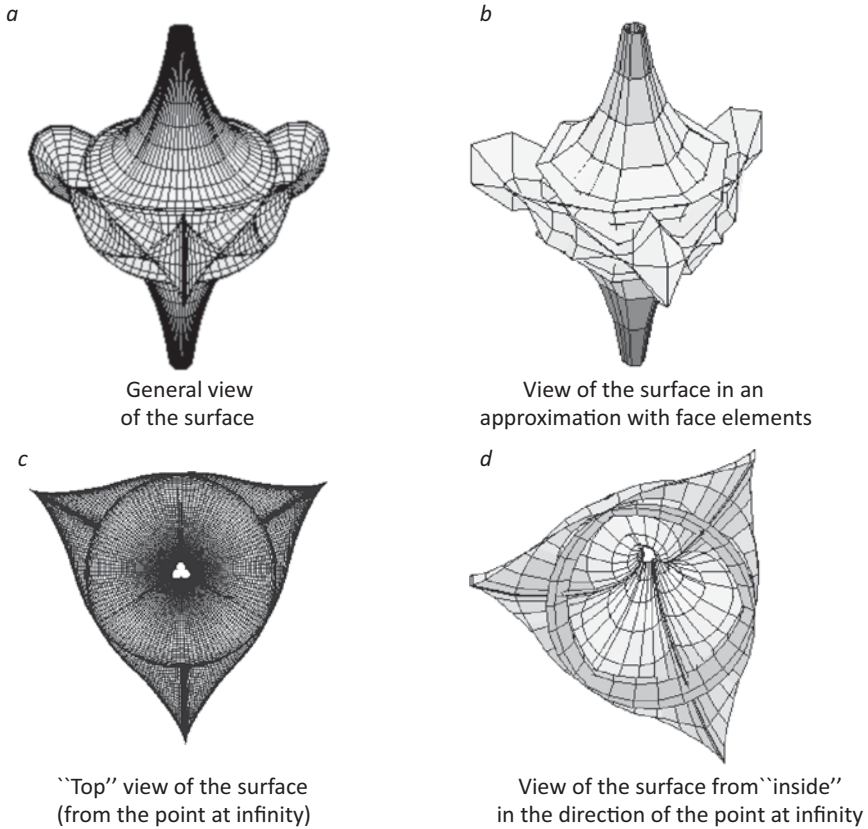 a
b
General view
of the surface
View of the surface in an
approximation with face elements
c
d
``Top'' view of the surface
(from the point at infinity)
View of the surface from``inside''
in the direction of the point at infinity